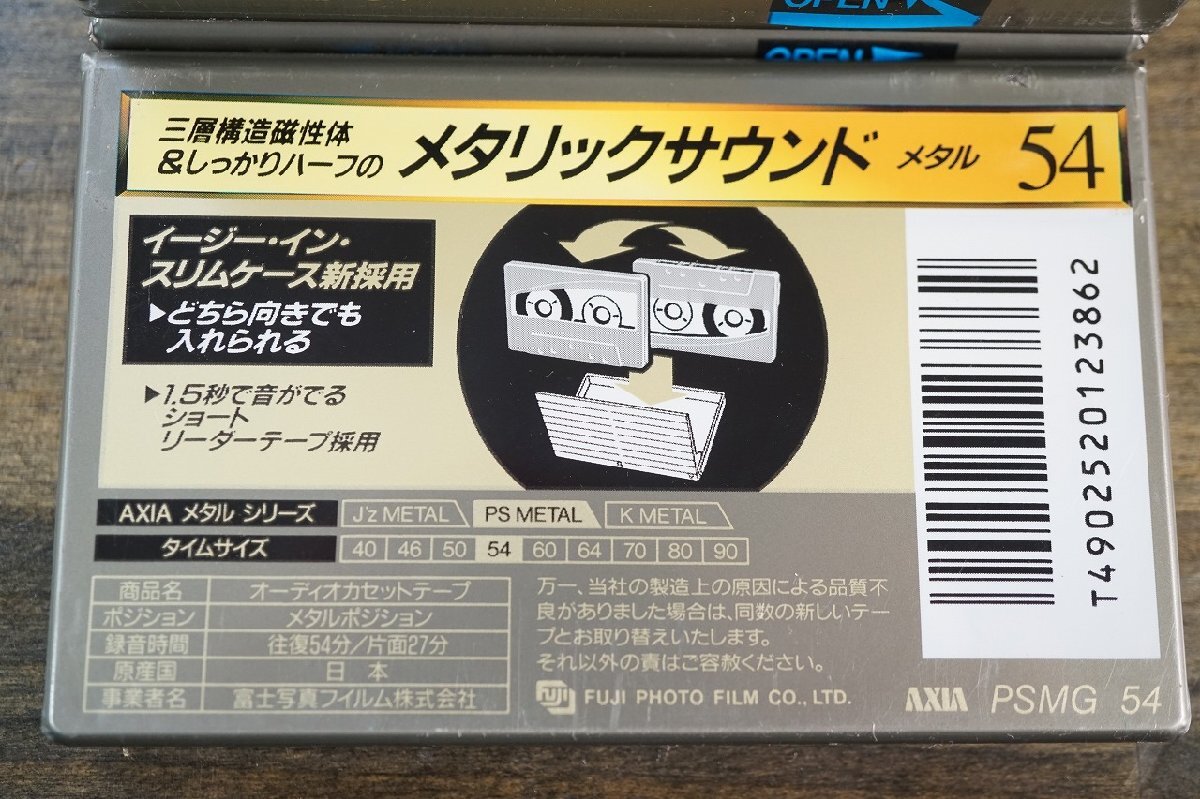 OPEN
OPEN
三層構造磁性体
&しっかりハーフの
メタリックサウンド メタル 54
イージー・イン・
スリムケース新採用
▶どちら向きでも
入れられる
▶1.5秒で音がでる
ショート
リーダーテープ採用
T4902520123862
AXIA メタル シリーズ J'z METAL PS METAL K METAL
タイムサイズ 40 46 50 54 60 64 70 80 90
商品名 オーディオカセットテープ
ポジション メタルポジション
録音時間 往復54分/片面27分
原産国 日本
事業者名 富士写真フイルム株式会社
万一、当社の製造上の原因による品質不
良がありました場合は、同数の新しいテー
プとお取り替えいたします。
それ以外の責はご容赦ください。
FUJI FUJI PHOTO FILM CO., LTD.
AXIA PSMG 54